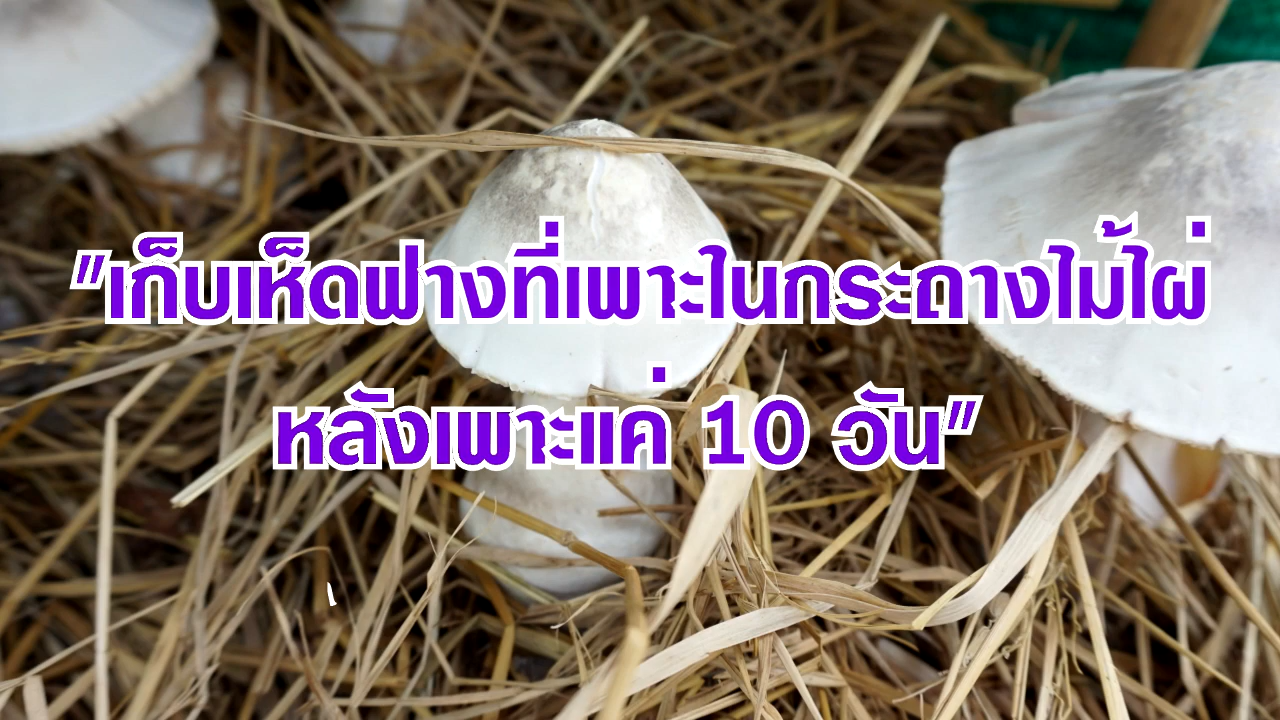 "เก็บเห็ดฟางที่เพาะในกระถางไม้ไผ่
หลังเพาะแค่ 10 วัน"